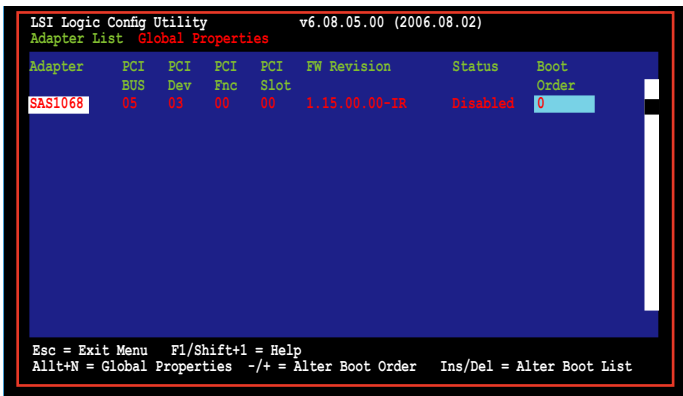 LSI Logic Config Utility v6.08.05.00 (2006.08.02)
Adapter List Global Properties
Adapter PCI PCI PCI PCI FW Revision Status Boot
BUS Dev Fnc Slot Order
SAS1068 05 03 00 00 1.15.00.00-IR Disabled 0
Esc = Exit Menu F1/Shift+1 = Help
Allt+N = Global Properties -/+ = Alter Boot Order Ins/Del = Alter Boot List